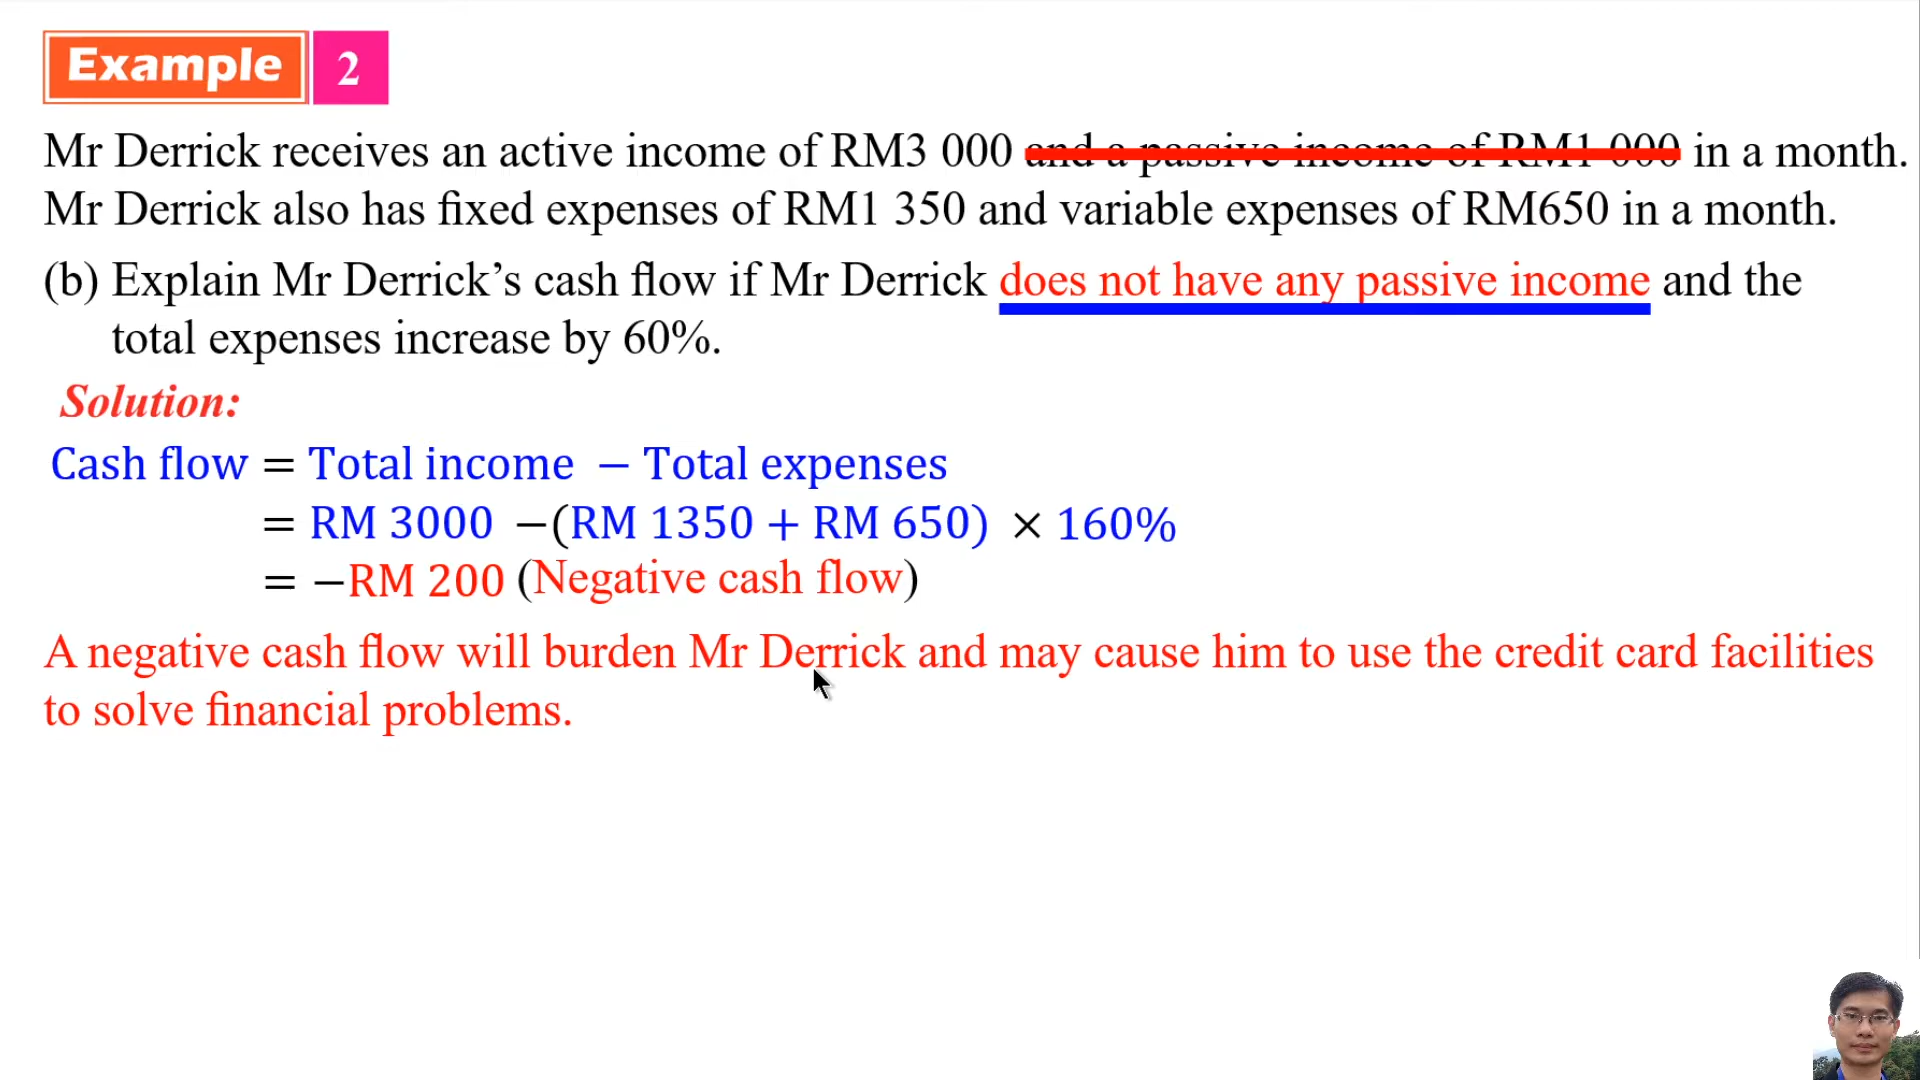 Example 2
Mr Derrick receives an active income of RM3 000 and a passive income of RM1 000 in a month.
Mr Derrick also has fixed expenses of RM1 350 and variable expenses of RM650 in a month.
(b) Explain Mr Derrick’s cash flow if Mr Derrick does not have any passive income and the
total expenses increase by 60%.
Solution:
Cash flow = Total income − Total expenses
= RM 3000 −(RM 1350 + RM 650) × 160%
= −RM 200 (Negative cash flow)
A negative cash flow will burden Mr Derrick and may cause him to use the credit card facilities
to solve financial problems.